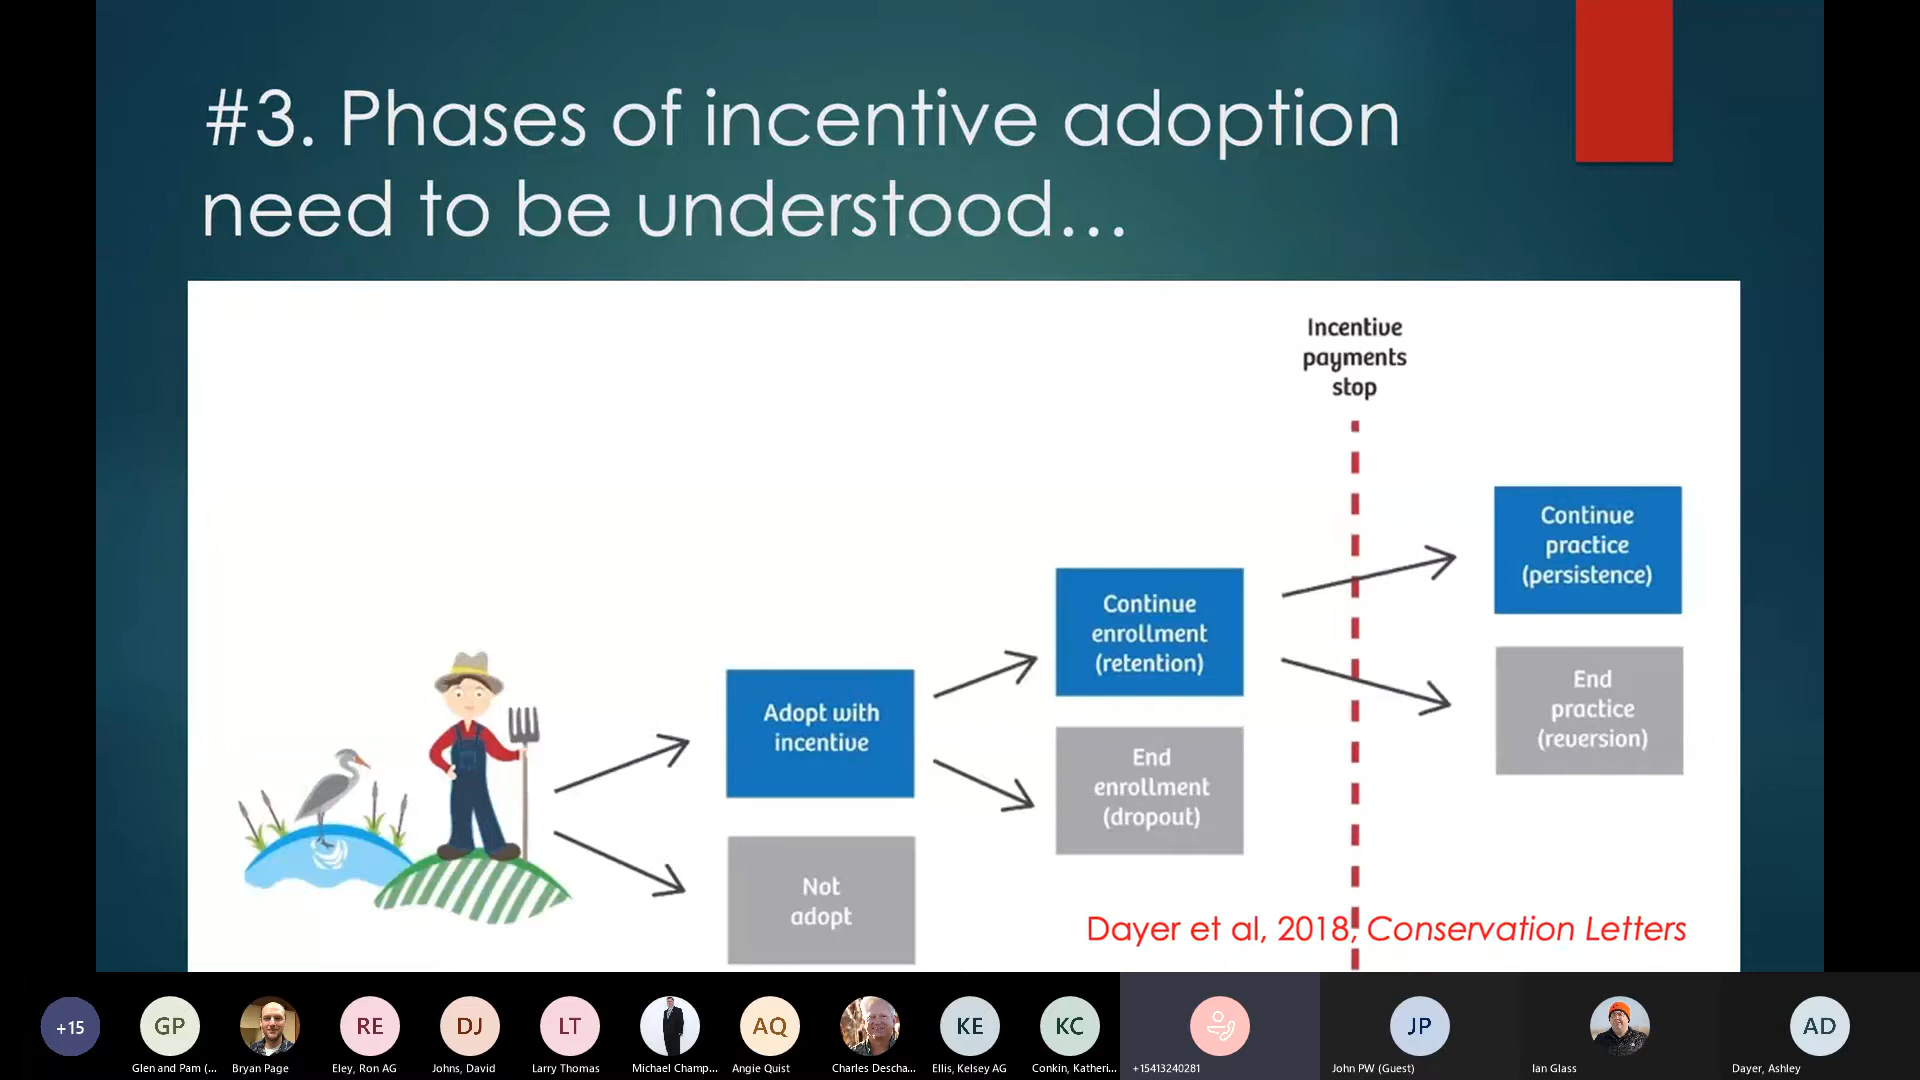 #3. Phases of incentive adoption
need to be understood...
Incentive
payments
stop
Continue
practice
(persistence)
Continue
enrollment
(retention)
End
practice
(reversion)
Adopt with
incentive
End
enrollment
(dropout)
Not
adopt
Dayer et al, 2018, Conservation Letters
+15
GP
RE
DJ
LT
AQ
KE
KC
JP
AD
Glen and Pam (...
Bryan Page
Eley, Ron AG
Johns, David
Larry Thomas
Michael Champ...
Angie Quist
Charles Descha...
Ellis, Kelsey AG
Conkin, Katheri...
+15413240281
John PW (Guest)
Ian Glass
Dayer, Ashley